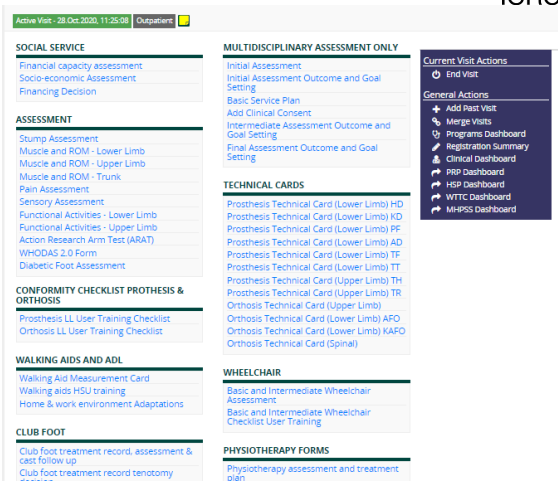 Active Visit - 28.Oct.2020, 11:25:08 Outpatient
SOCIAL SERVICE
Financial capacity assessment
Socio-economic Assessment
Financing Decision
ASSESSMENT
Stump Assessment
Muscle and ROM - Lower Limb
Muscle and ROM - Upper Limb
Muscle and ROM - Trunk
Pain Assessment
Sensory Assessment
Functional Activities - Lower Limb
Functional Activities - Upper Limb
Action Research Arm Test (ARAT)
WHODAS 2.0 Form
Diabetic Foot Assessment
CONFORMITY CHECKLIST PROTHESIS &
ORTHOSIS
Prosthesis LL User Training Checklist
Orthosis LL User Training Checklist
WALKING AIDS AND ADL
Walking Aid Measurement Card
Walking aids HSU training
Home & work environment Adaptations
CLUB FOOT
Club foot treatment record, assessment &
cast follow up
Club foot treatment record tenotomy
MULTIDISCIPLINARY ASSESSMENT ONLY
Initial Assessment
Initial Assessment Outcome and Goal
Setting
Basic Service Plan
Add Clinical Consent
Intermediate Assessment Outcome and
Goal Setting
Final Assessment Outcome and Goal
Setting
TECHNICAL CARDS
Prosthesis Technical Card (Lower Limb) HD
Prosthesis Technical Card (Lower Limb) KD
Prosthesis Technical Card (Lower Limb) PF
Prosthesis Technical Card (Lower Limb) AD
Prosthesis Technical Card (Lower Limb) TF
Prosthesis Technical Card (Lower Limb) TT
Prosthesis Technical Card (Upper Limb) TH
Prosthesis Technical Card (Upper Limb) TR
Orthosis Technical Card (Upper Limb)
Orthosis Technical Card (Lower Limb) AFO
Orthosis Technical Card (Lower Limb) KAFO
Orthosis Technical Card (Spinal)
WHEELCHAIR
Basic and Intermediate Wheelchair
Assessment
Basic and Intermediate Wheelchair
Checklist User Training
PHYSIOTHERAPY FORMS
Physiotherapy assessment and treatment
plan
Current Visit Actions
End Visit
General Actions
Add Past Visit
Merge Visits
Programs Dashboard
Registration Summary
Clinical Dashboard
PRP Dashboard
HSP Dashboard
WTTC Dashboard
MHPSS Dashboard